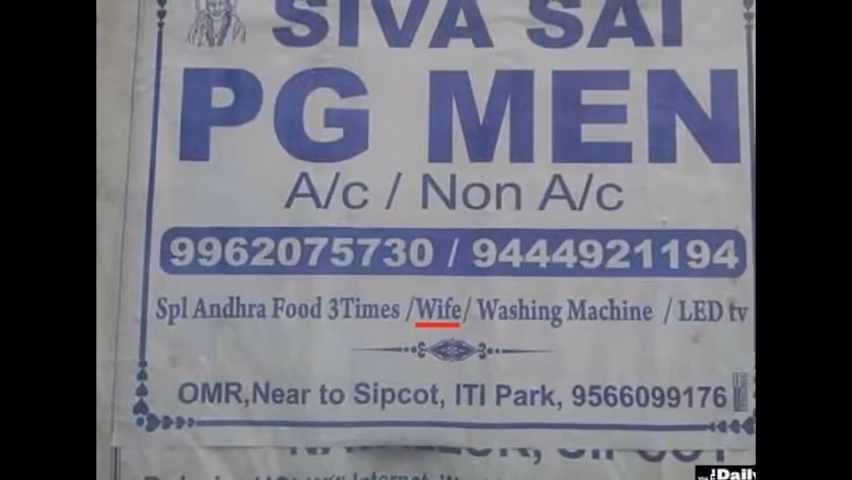 SIVA SAI
PG MEN
A/c / Non A/c
9962075730 / 9444921194
Spl Andhra Food 3Times /Wife/ Washing Machine / LED tv
OMR,Near to Sipcot, ITI Park, 9566099176
Daily